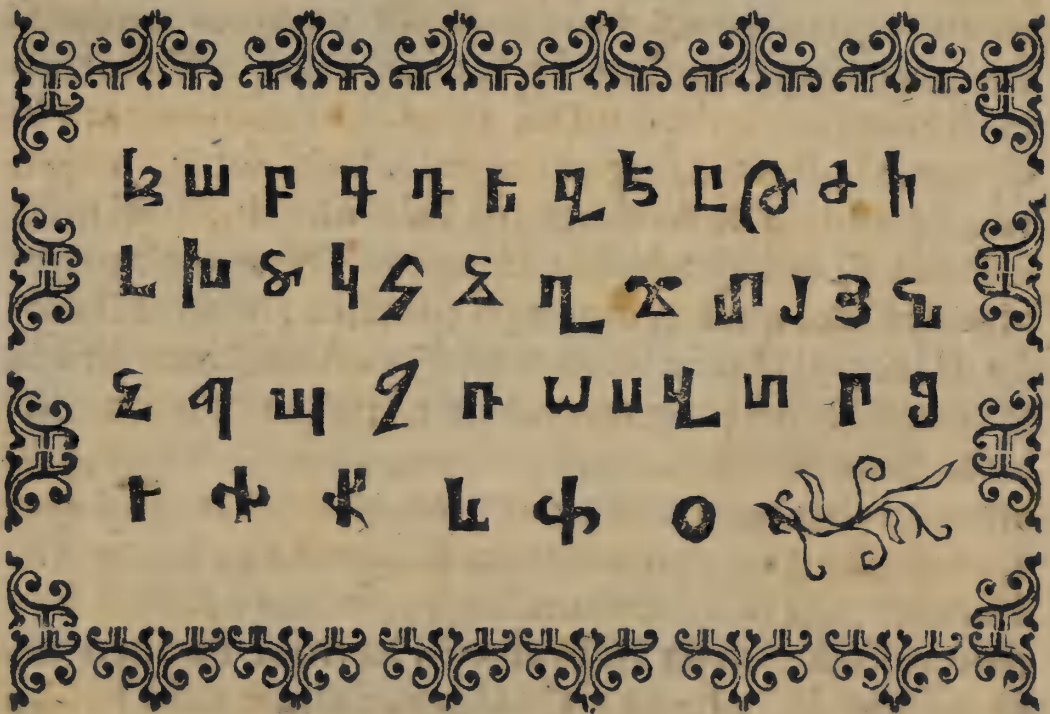 ա բ գ դ ե զ է ը թ ժ ի
լ խ ծ կ հ ձ ղ ճ մ յ Յ ն
շ պ ջ ռ ս վ տ ր ց
ւ փ ք և ֆ օ